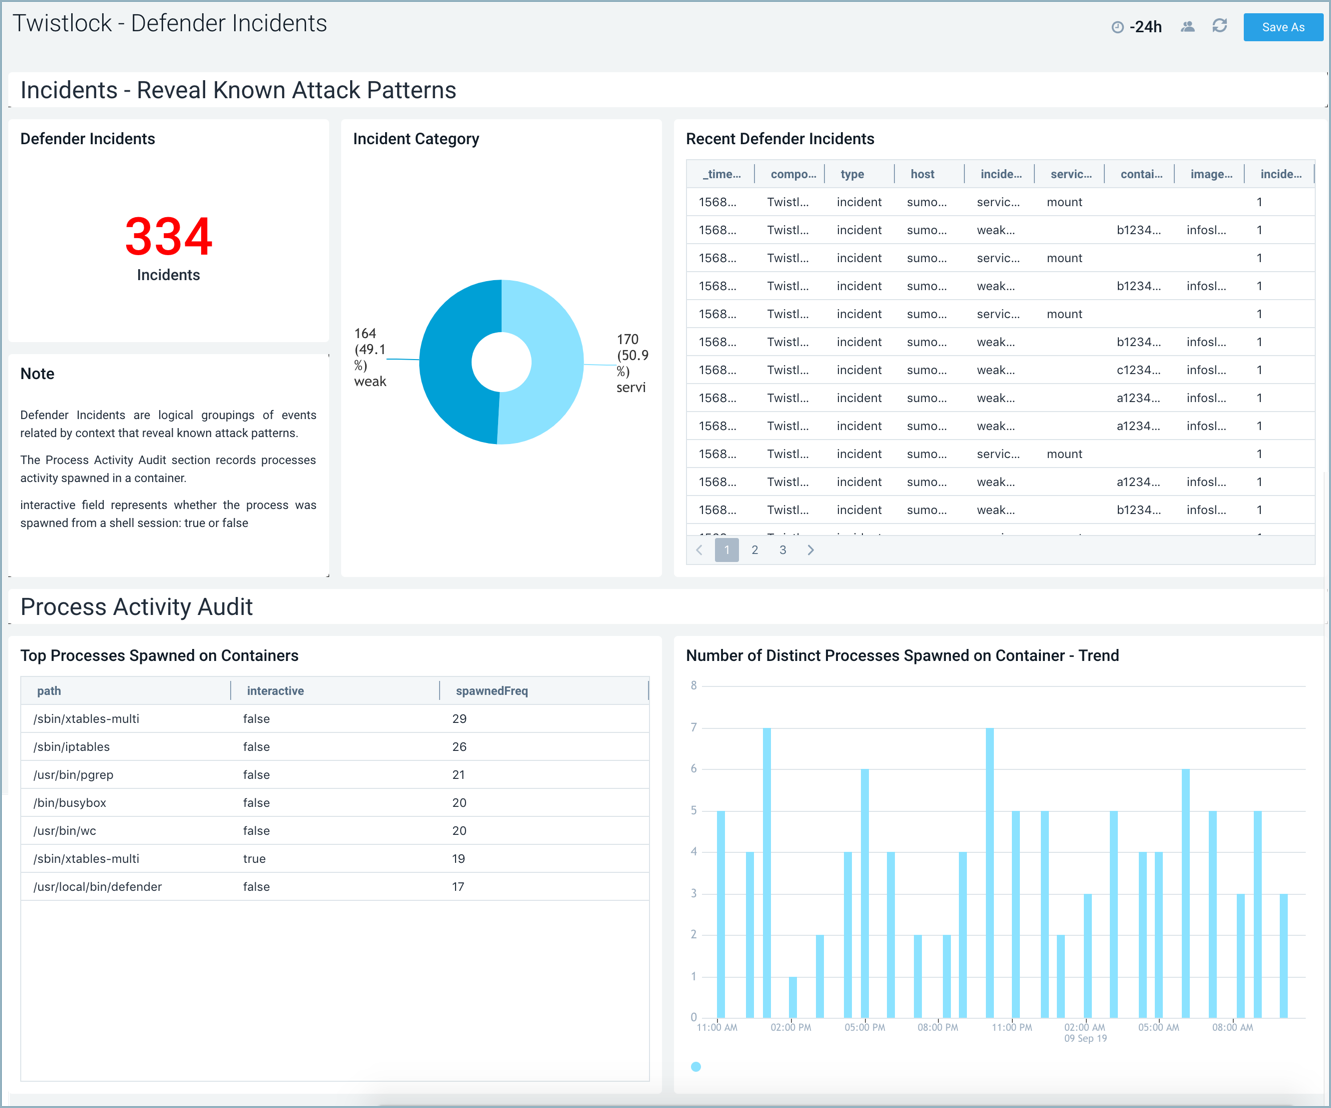 Twistlock - Defender Incidents
-24h
Save As
Incidents - Reveal Known Attack Patterns
Defender Incidents
334
Incidents
Note
Defender Incidents are logical groupings of events
related by context that reveal known attack patterns.
The Process Activity Audit section records processes
activity spawned in a container.
interactive field represents whether the process was
spawned from a shell session: true or false
Incident Category
164
(49.1
%)
weak
170
(50.9
%)
servi
Recent Defender Incidents
_time... compo... type host incide... servic... contai... image... incide...
1568... Twistl... incident sumo... servic... mount 1
1568... Twistl... incident sumo... weak... b1234... infosl... 1
1568... Twistl... incident sumo... servic... mount 1
1568... Twistl... incident sumo... weak... b1234... infosl... 1
1568... Twistl... incident sumo... servic... mount 1
1568... Twistl... incident sumo... weak... b1234... infosl... 1
1568... Twistl... incident sumo... weak... c1234... infosl... 1
1568... Twistl... incident sumo... weak... a1234... infosl... 1
1568... Twistl... incident sumo... weak... a1234... infosl... 1
1568... Twistl... incident sumo... servic... mount 1
1568... Twistl... incident sumo... weak... a1234... infosl... 1
1568... Twistl... incident sumo... weak... b1234... infosl... 1
1 2 3
Process Activity Audit
Top Processes Spawned on Containers
path interactive spawnedFreq
/sbin/xtables-multi false 29
/sbin/iptables false 26
/usr/bin/pgrep false 21
/bin/busybox false 20
/usr/bin/wc false 20
/sbin/xtables-multi true 19
/usr/local/bin/defender false 17
Number of Distinct Processes Spawned on Container - Trend
8
7
6
5
4
3
2
1
0
11:00 AM 02:00 PM 05:00 PM 08:00 PM 11:00 PM 02:00 AM 05:00 AM 08:00 AM
09 Sep 19